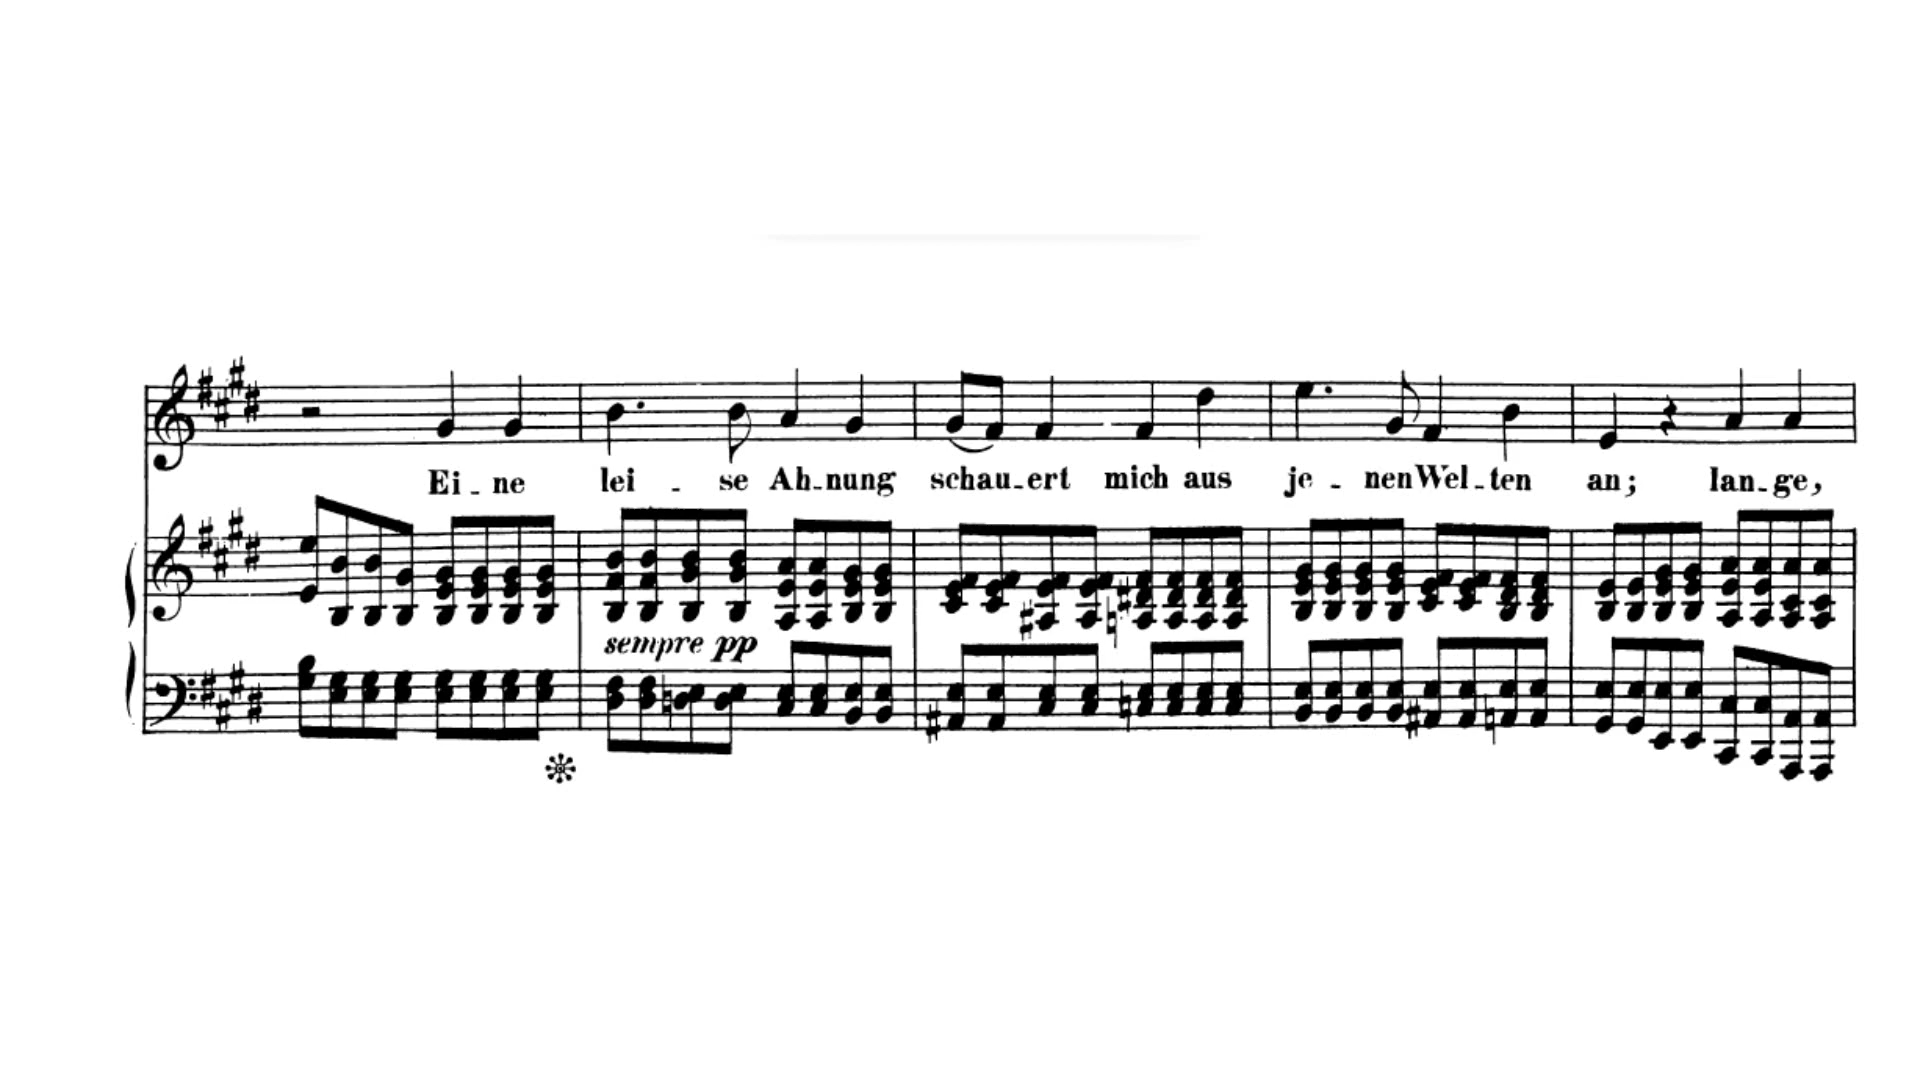 Ei - ne lei - se Ah-nung schau-ert mich aus je - nen Wel-ten an; lan-ge,
sempre pp